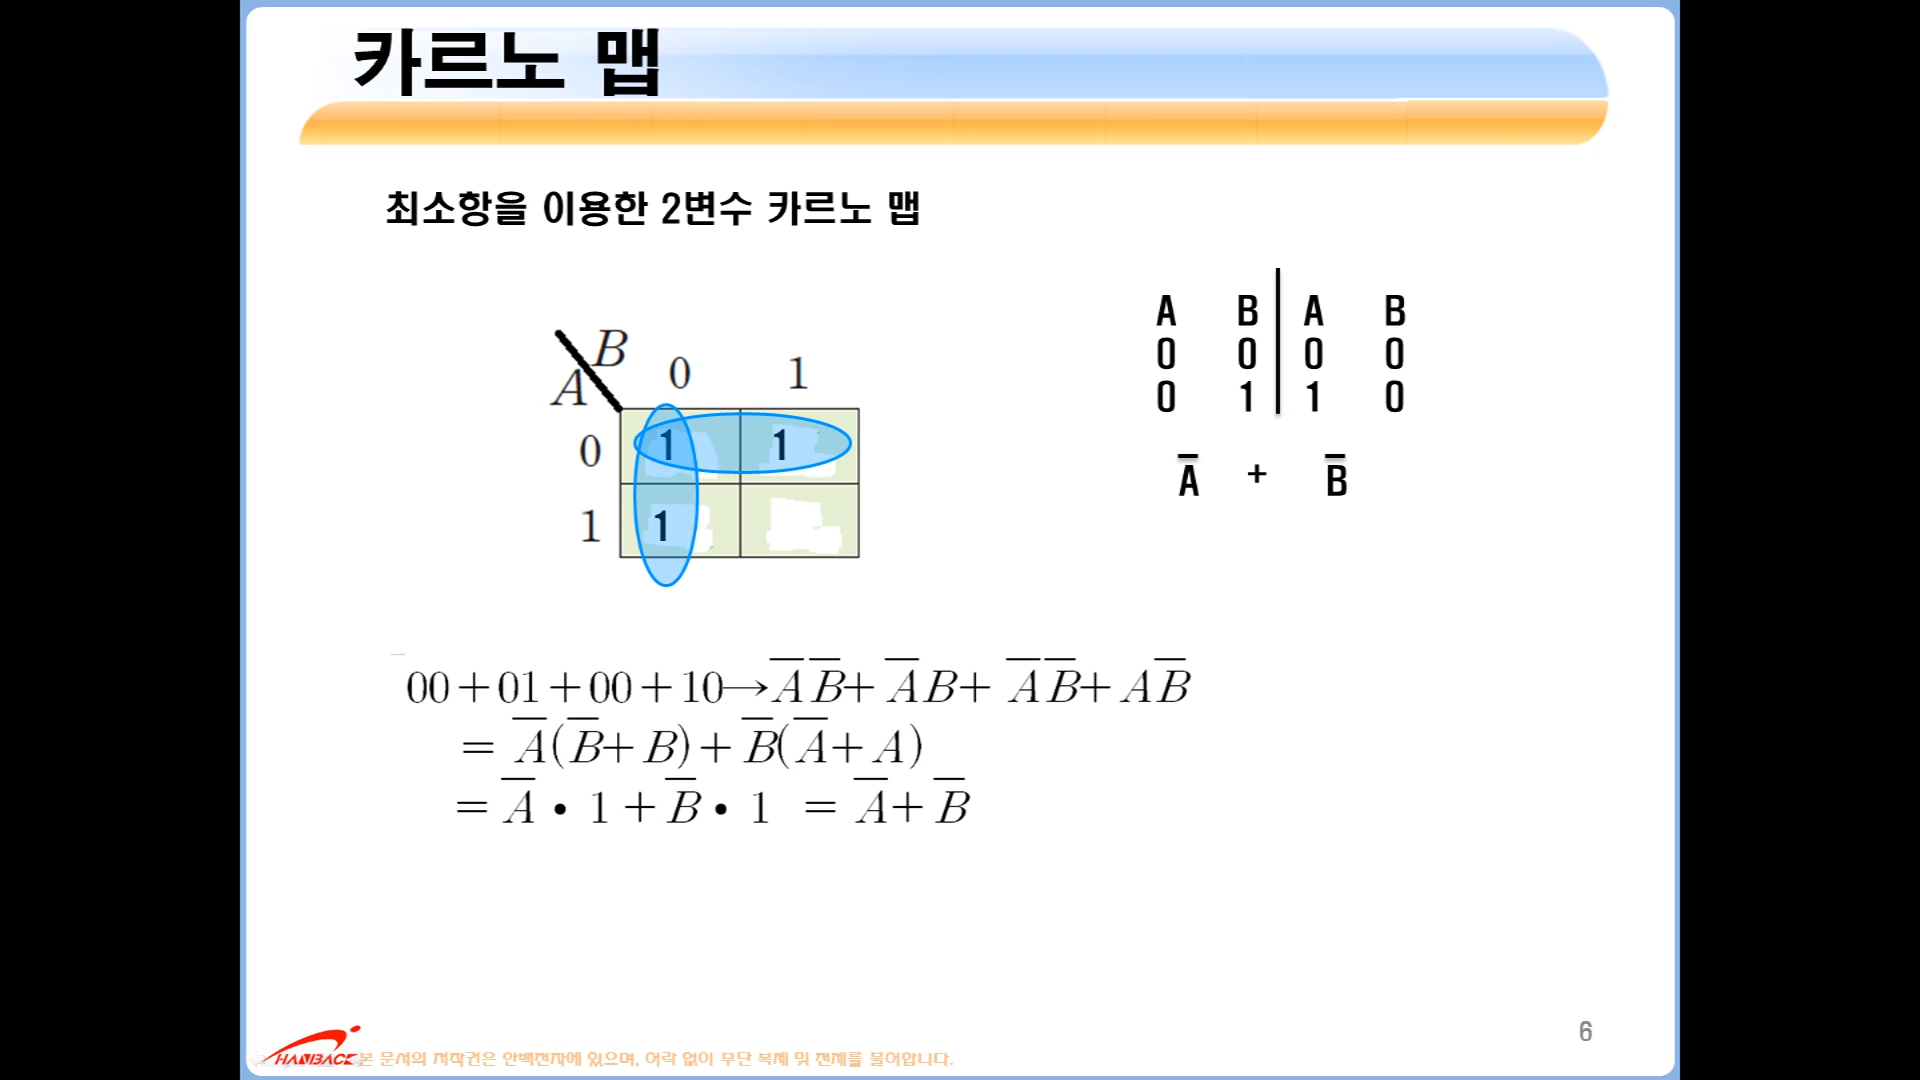 카르노 맵
최소항을 이용한 2변수 카르노 맵
A B A B
0 0 0 0
0 1 1 0
A̅ + B̅
B
A
0 1
0 1 1
1 1
00+01+00+10→A̅B̅+A̅B+A̅B̅+AB̅
= A̅(B̅+B)+B̅(A̅+A)
= A̅•1+B̅•1 = A̅+B̅
HANBACK 본 문서의 저작권은 한백전자에 있으며, 허락 없이 무단 복제 및 전제를 불허합니다.
6